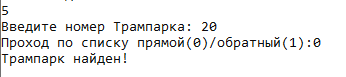 5
Введите номер Трампарка: 20
Проход по списку прямой(0)/обратный(1):0
Трампарк найден!